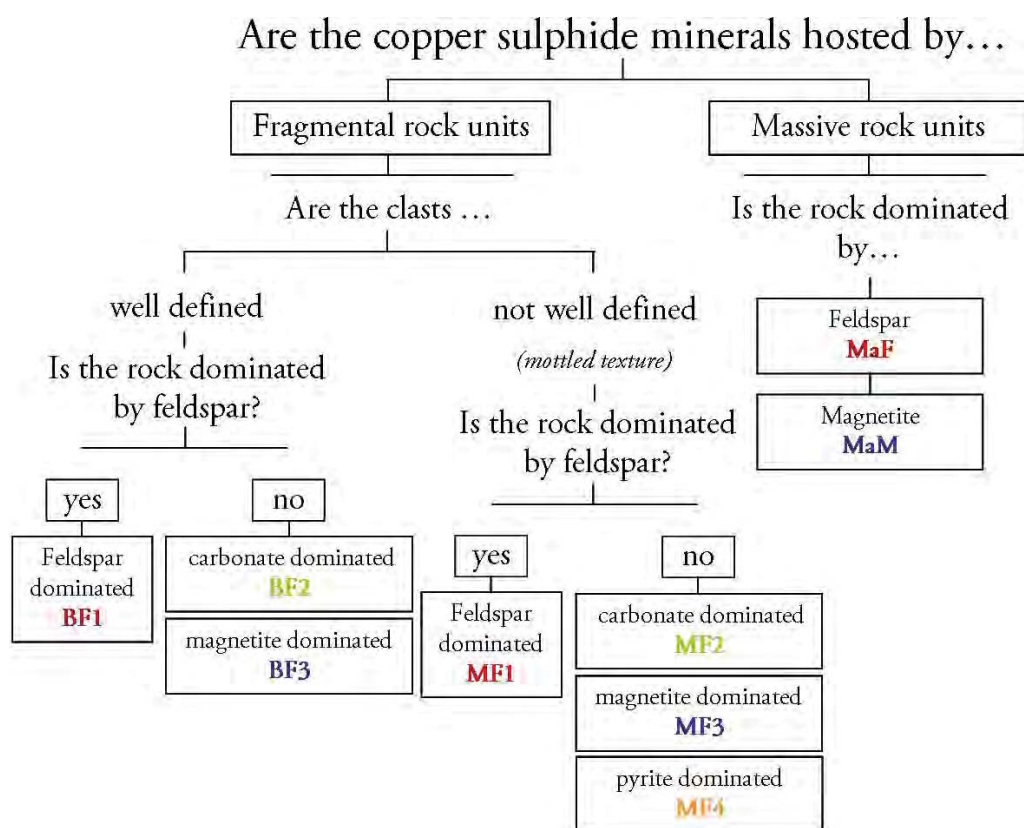 Are the copper sulphide minerals hosted by…
Fragmental rock units
Massive rock units
Are the clasts …
Is the rock dominated
by…
well defined
not well defined
(mottled texture)
Feldspar
MaF
Magnetite
MaM
Is the rock dominated
by feldspar?
Is the rock dominated
by feldspar?
yes
no
Feldspar
dominated
BF1
carbonate dominated
BF2
magnetite dominated
BF3
yes
no
Feldspar
dominated
MF1
carbonate dominated
MF2
magnetite dominated
MF3
pyrite dominated
MF4